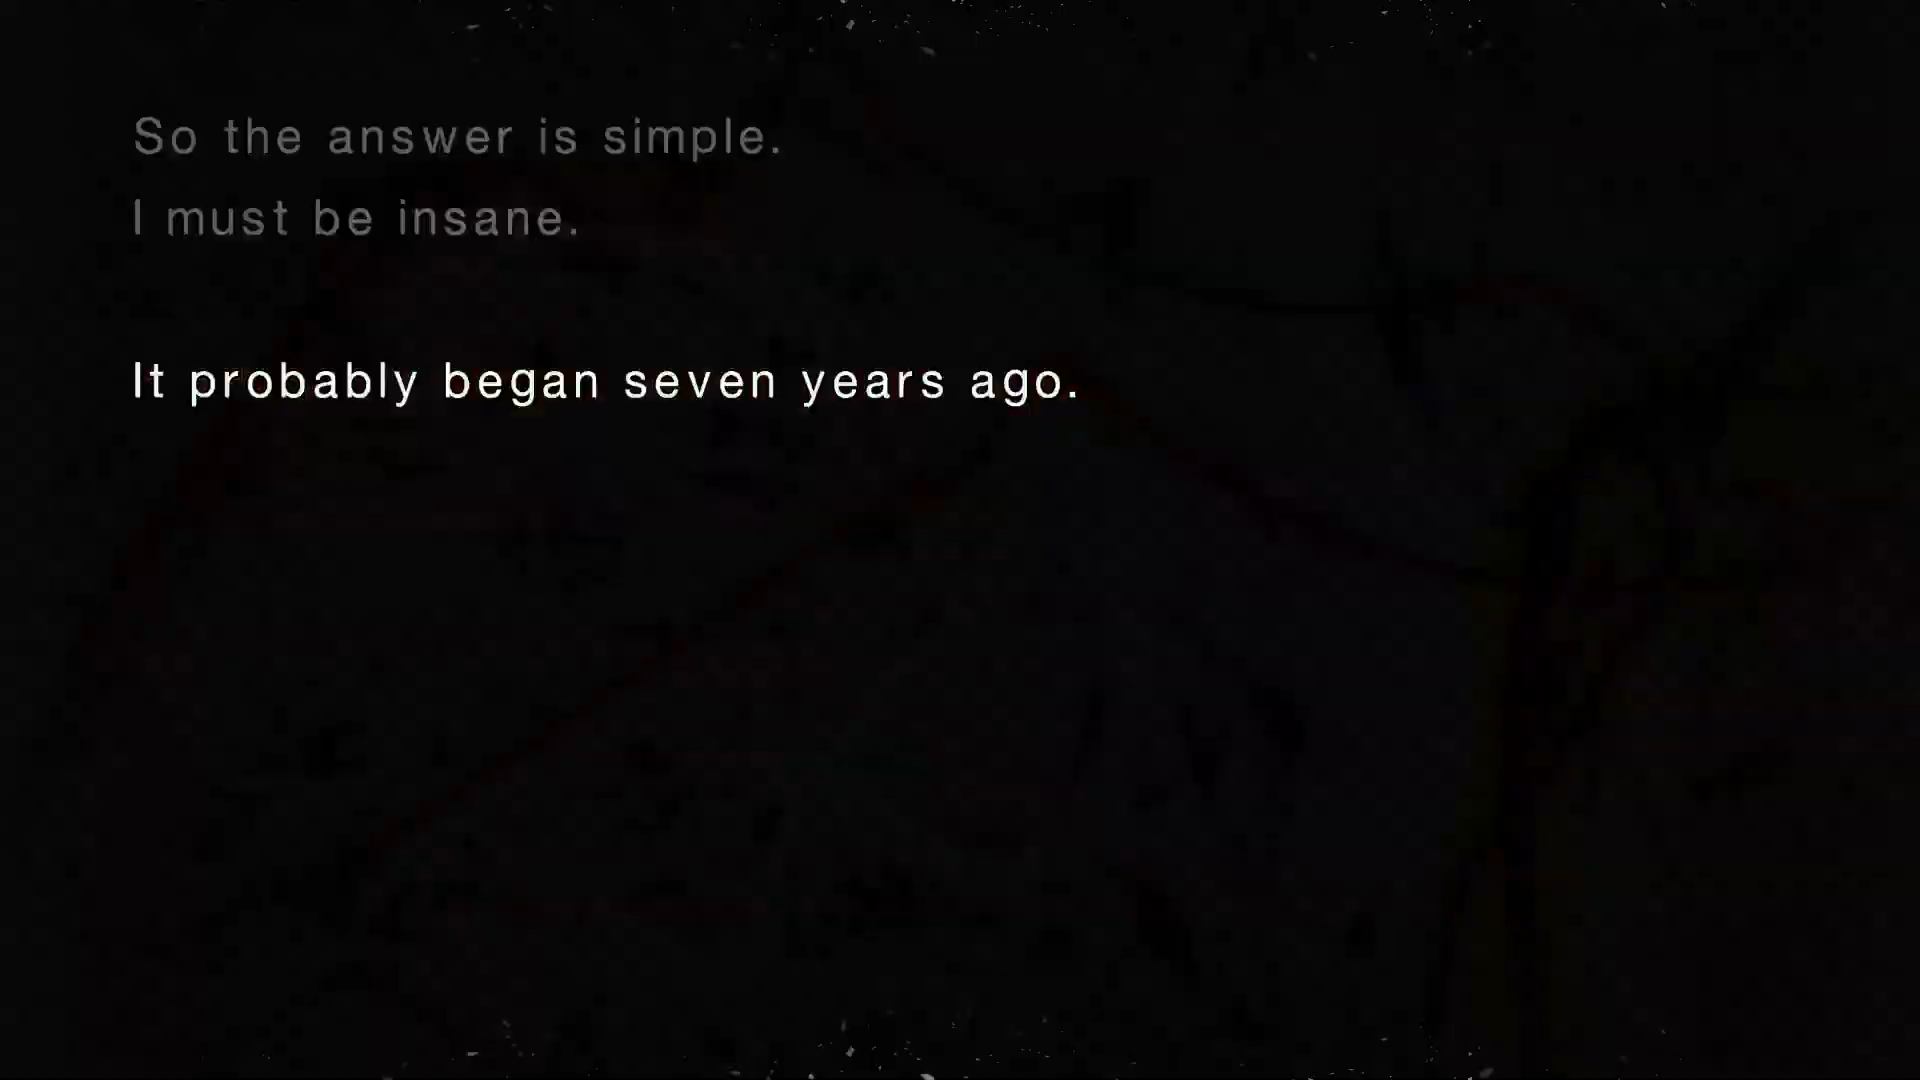 So the answer is simple.
I must be insane.
It probably began seven years ago.